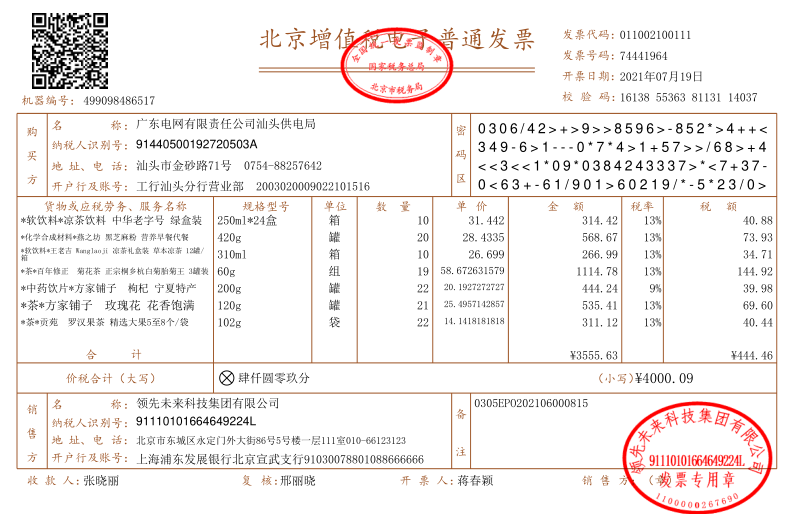 北京增值税电子普通发票
全国统一发票监制章
国家税务总局
北京市税务局
发票代码: 011002100111
发票号码: 74441964
开票日期: 2021年07月19日
校 验 码: 16138 55363 81131 14037
机器编号: 499098486517
购买方
名 称: 广东电网有限责任公司汕头供电局
纳税人识别号: 91440500192720503A
地 址、电 话: 汕头市金砂路71号 0754-88257642
开户行及账号: 工行汕头分行营业部 2003020009022101516
密码区
0306/42>+>9>>8596>-852*>4++<
349-6>1---0*7*4>1+57>>/68>+4
<<3<<1*09*0384243337>*<7+37-
0<63+-61/901>60219/*-5*23/0>
货物或应税劳务、服务名称 规格型号 单位 数 量 单 价 金 额 税率 税 额
*软饮料*凉茶饮料 中华老字号 绿盒装 250ml*24盒 箱 10 31.442 314.42 13% 40.88
*化学合成材料*燕之坊 黑芝麻粉 营养早餐代餐 420g 罐 20 28.4335 568.67 13% 73.93
*软饮料*王老吉 Wanglaoji 凉茶礼盒装 草本凉茶 12罐/箱 310ml 箱 10 26.699 266.99 13% 34.71
*茶*百年修正 菊花茶 正宗桐乡杭白菊胎菊王 3罐装 60g 组 19 58.672631579 1114.78 13% 144.92
*中药饮片*方家铺子 枸杞 宁夏特产 200g 罐 22 20.1927272727 444.24 9% 39.98
*茶*方家铺子 玫瑰花 花香饱满 120g 罐 21 25.4957142857 535.41 13% 69.60
*茶*贡苑 罗汉果茶 精选大果5至8个/袋 102g 袋 22 14.1418181818 311.12 13% 40.44
合 计 ¥3555.63 ¥444.46
价税合计（大写） ⊗肆仟圆零玖分 （小写）¥4000.09
销售方
名 称: 领先未来科技集团有限公司
纳税人识别号: 91110101664649224L
地 址、电 话: 北京市东城区永定门外大街86号5号楼一层111室010-66123123
开户行及账号: 上海浦东发展银行北京宣武支行91030078801088666666
备注
0305EPO202106000815
收 款 人: 张晓丽 复 核: 邢丽晓 开 票 人: 蒋春颖 销 售 方: （章）
领先未来科技集团有限公司
91110101664649224L
发票专用章
1100000267690